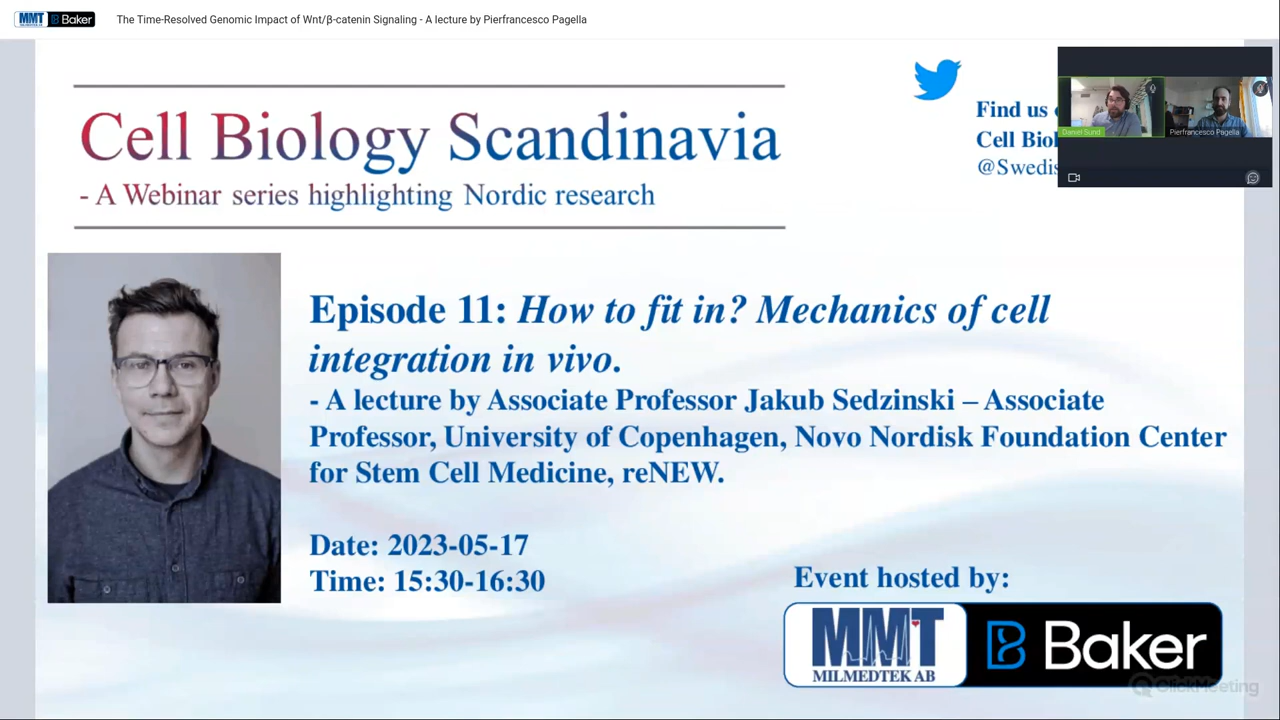 MMT Baker The Time-Resolved Genomic Impact of Wnt/β-catenin Signaling - A lecture by Pierfrancesco Pagella
MILMEDTEK AB
Cell Biology Scandinavia
- A Webinar series highlighting Nordic research
Find us
Cell Biol
@Swedis
Daniel Sund
Pierfrancesco Pagella
Episode 11: How to fit in? Mechanics of cell
integration in vivo.
- A lecture by Associate Professor Jakub Sedzinski – Associate
Professor, University of Copenhagen, Novo Nordisk Foundation Center
for Stem Cell Medicine, reNEW.
Date: 2023-05-17
Time: 15:30-16:30
Event hosted by:
MMT
MILMEDTEK AB
Baker
ClickMeeting